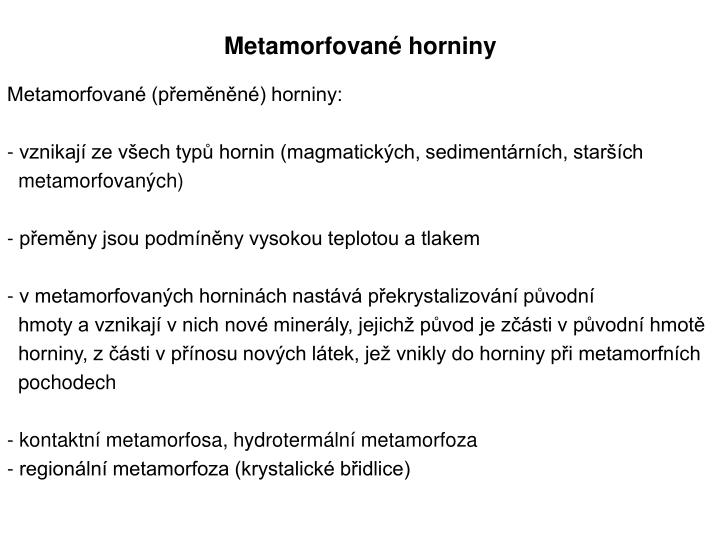 Metamorfované horniny
Metamorfované (přeměněné) horniny:
- vznikají ze všech typů hornin (magmatických, sedimentárních, starších
metamorfovaných)
- přeměny jsou podmíněny vysokou teplotou a tlakem
- v metamorfovaných horninách nastává překrystalizování původní
hmoty a vznikají v nich nové minerály, jejichž původ je zčásti v původní hmotě
horniny, z části v přínosu nových látek, jež vnikly do horniny při metamorfních
pochodech
- kontaktní metamorfosa, hydrotermální metamorfoza
- regionální metamorfoza (krystalické břidlice)